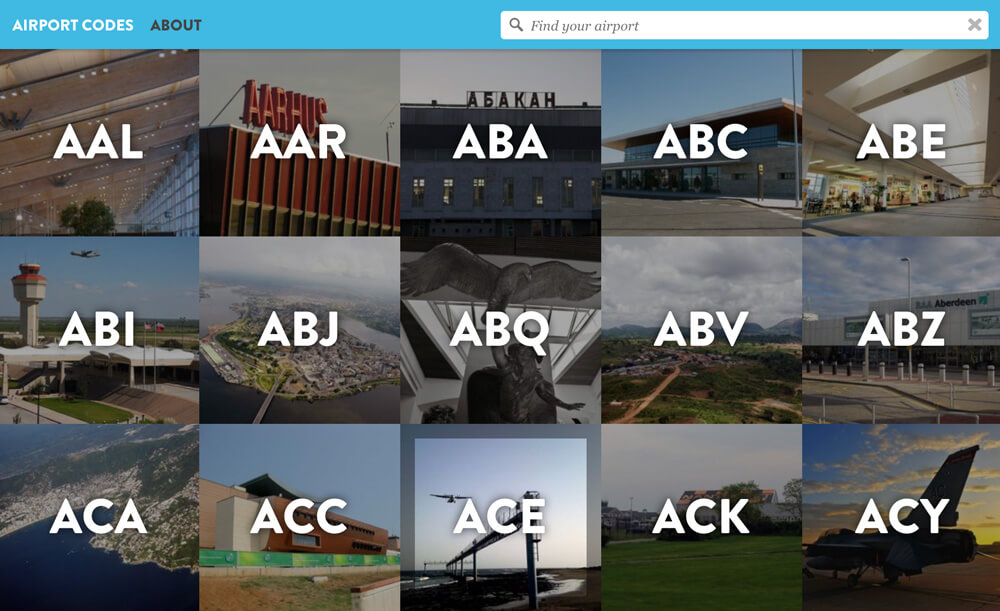 AIRPORT CODES ABOUT Find your airport
AARHUS
AAL AAR ABA ABC ABE
АБАКАН
BAA Aberdeen
ABI ABJ ABQ ABV ABZ
ACA ACC ACE ACK ACY